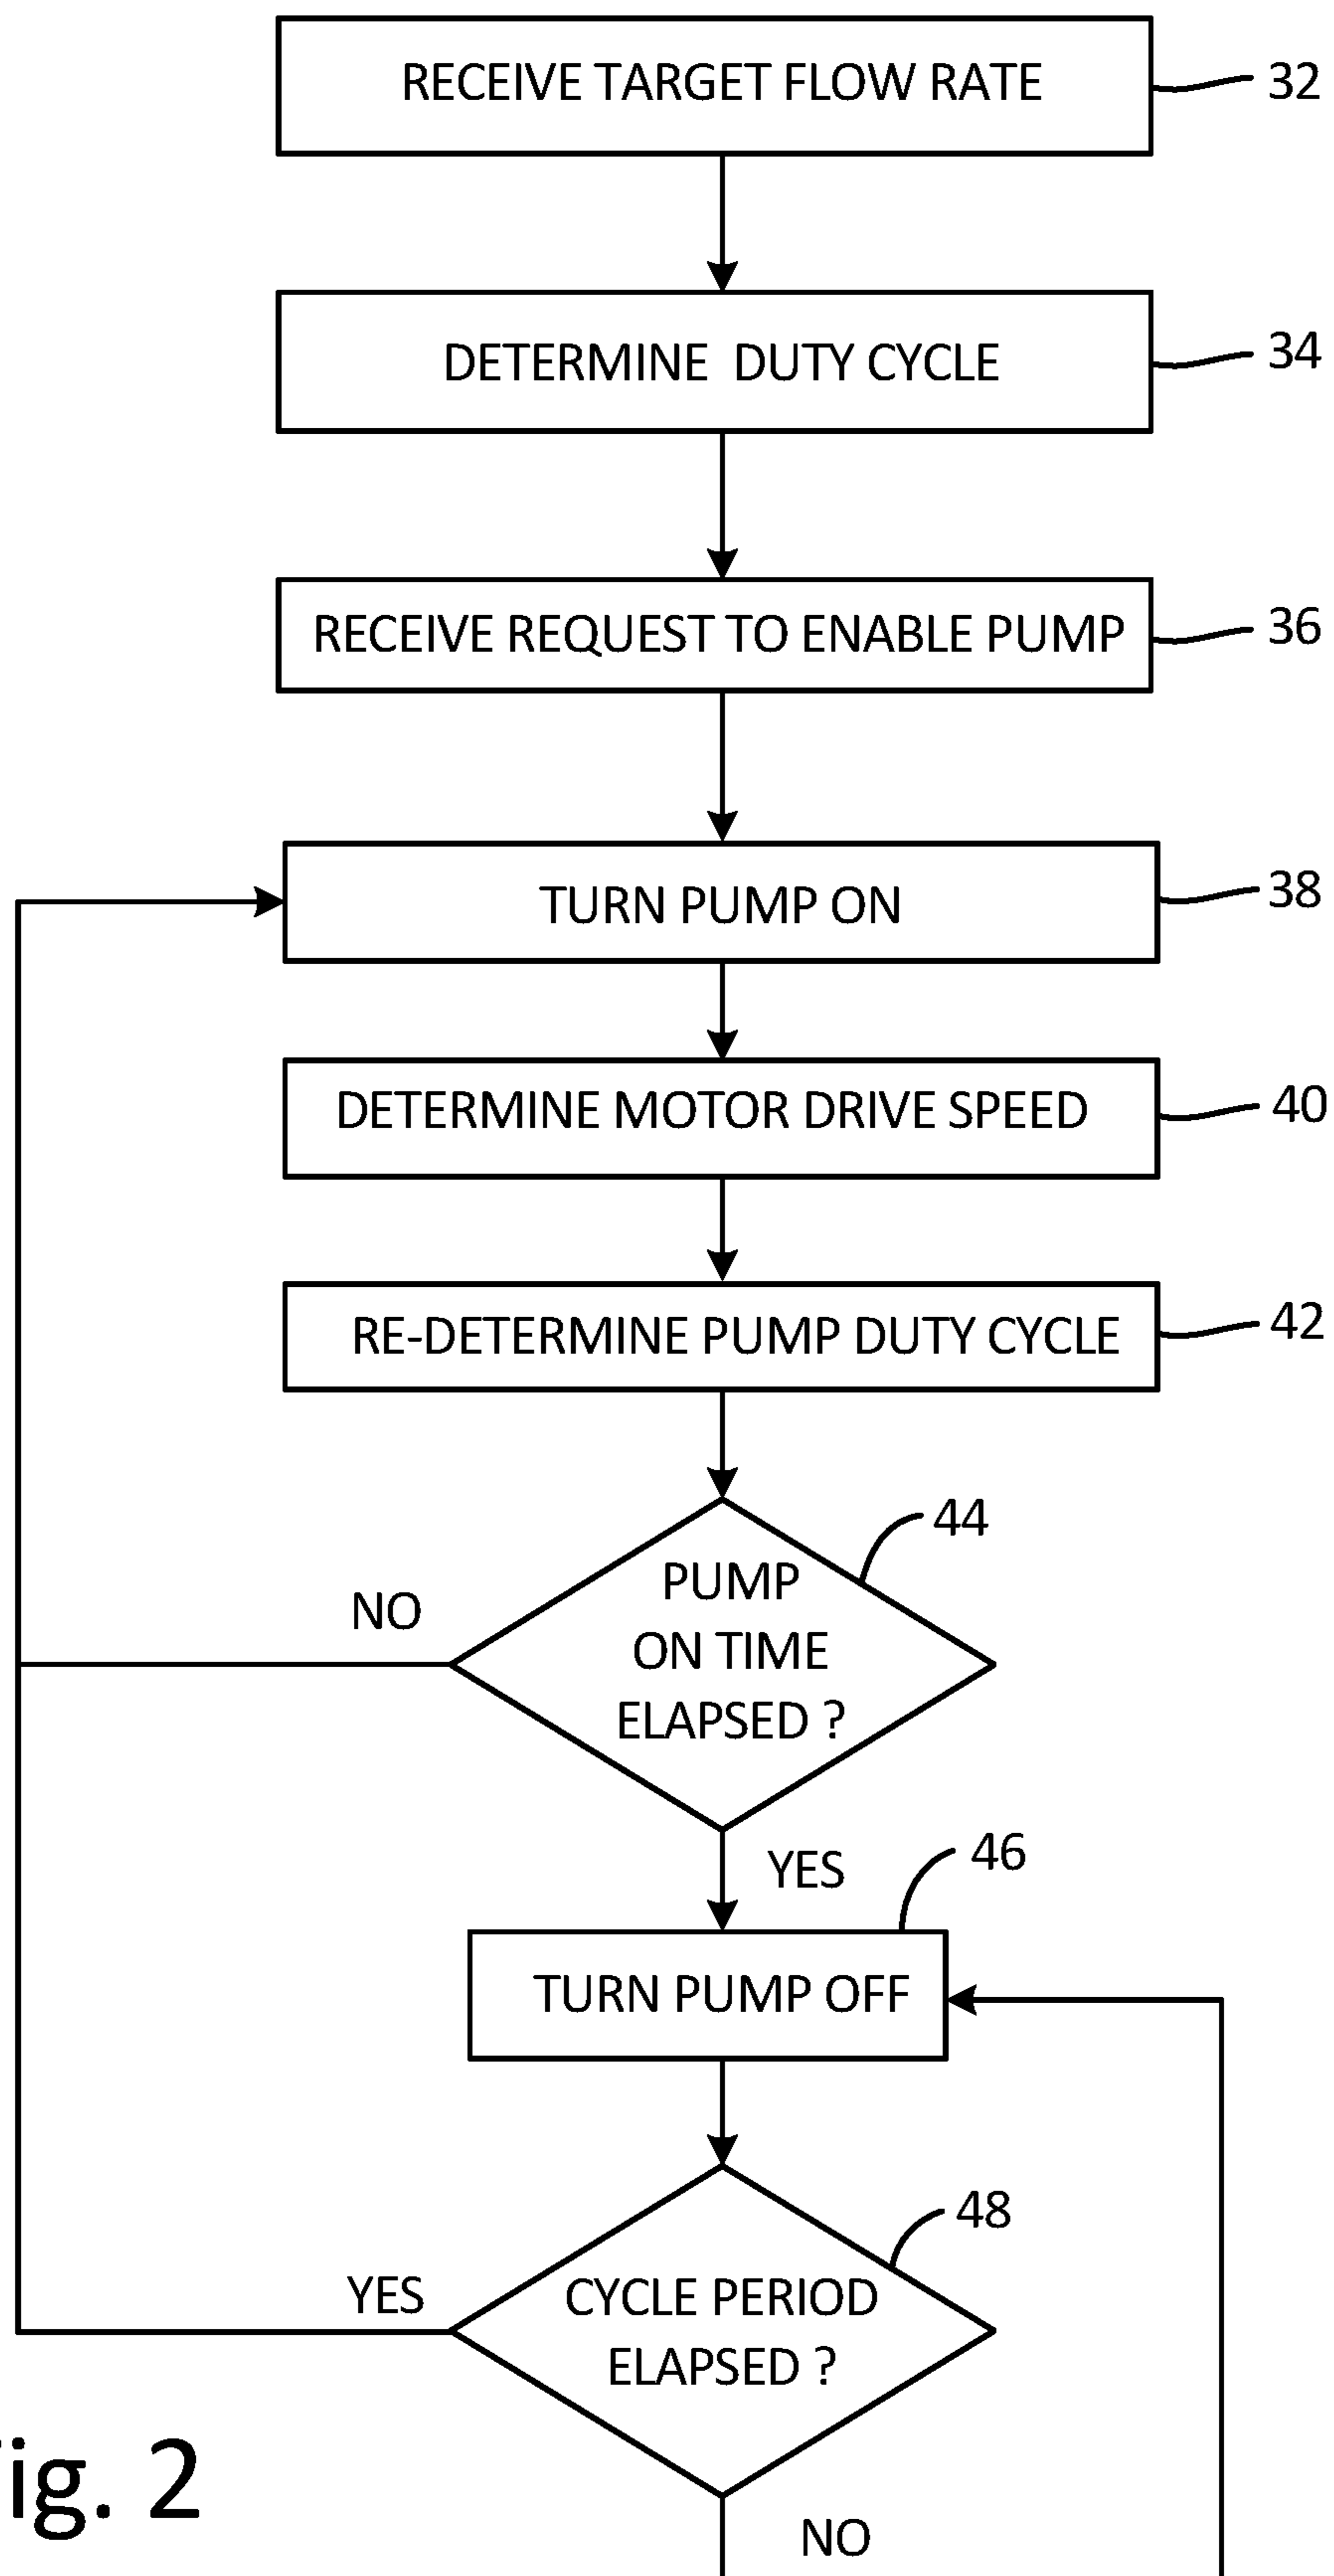 RECEIVE TARGET FLOW RATE
32
DETERMINE DUTY CYCLE
34
RECEIVE REQUEST TO ENABLE PUMP
36
TURN PUMP ON
38
DETERMINE MOTOR DRIVE SPEED
40
RE-DETERMINE PUMP DUTY CYCLE
42
44
PUMP
ON TIME
ELAPSED ?
NO
YES
46
TURN PUMP OFF
48
CYCLE PERIOD
ELAPSED ?
YES
NO
ig. 2